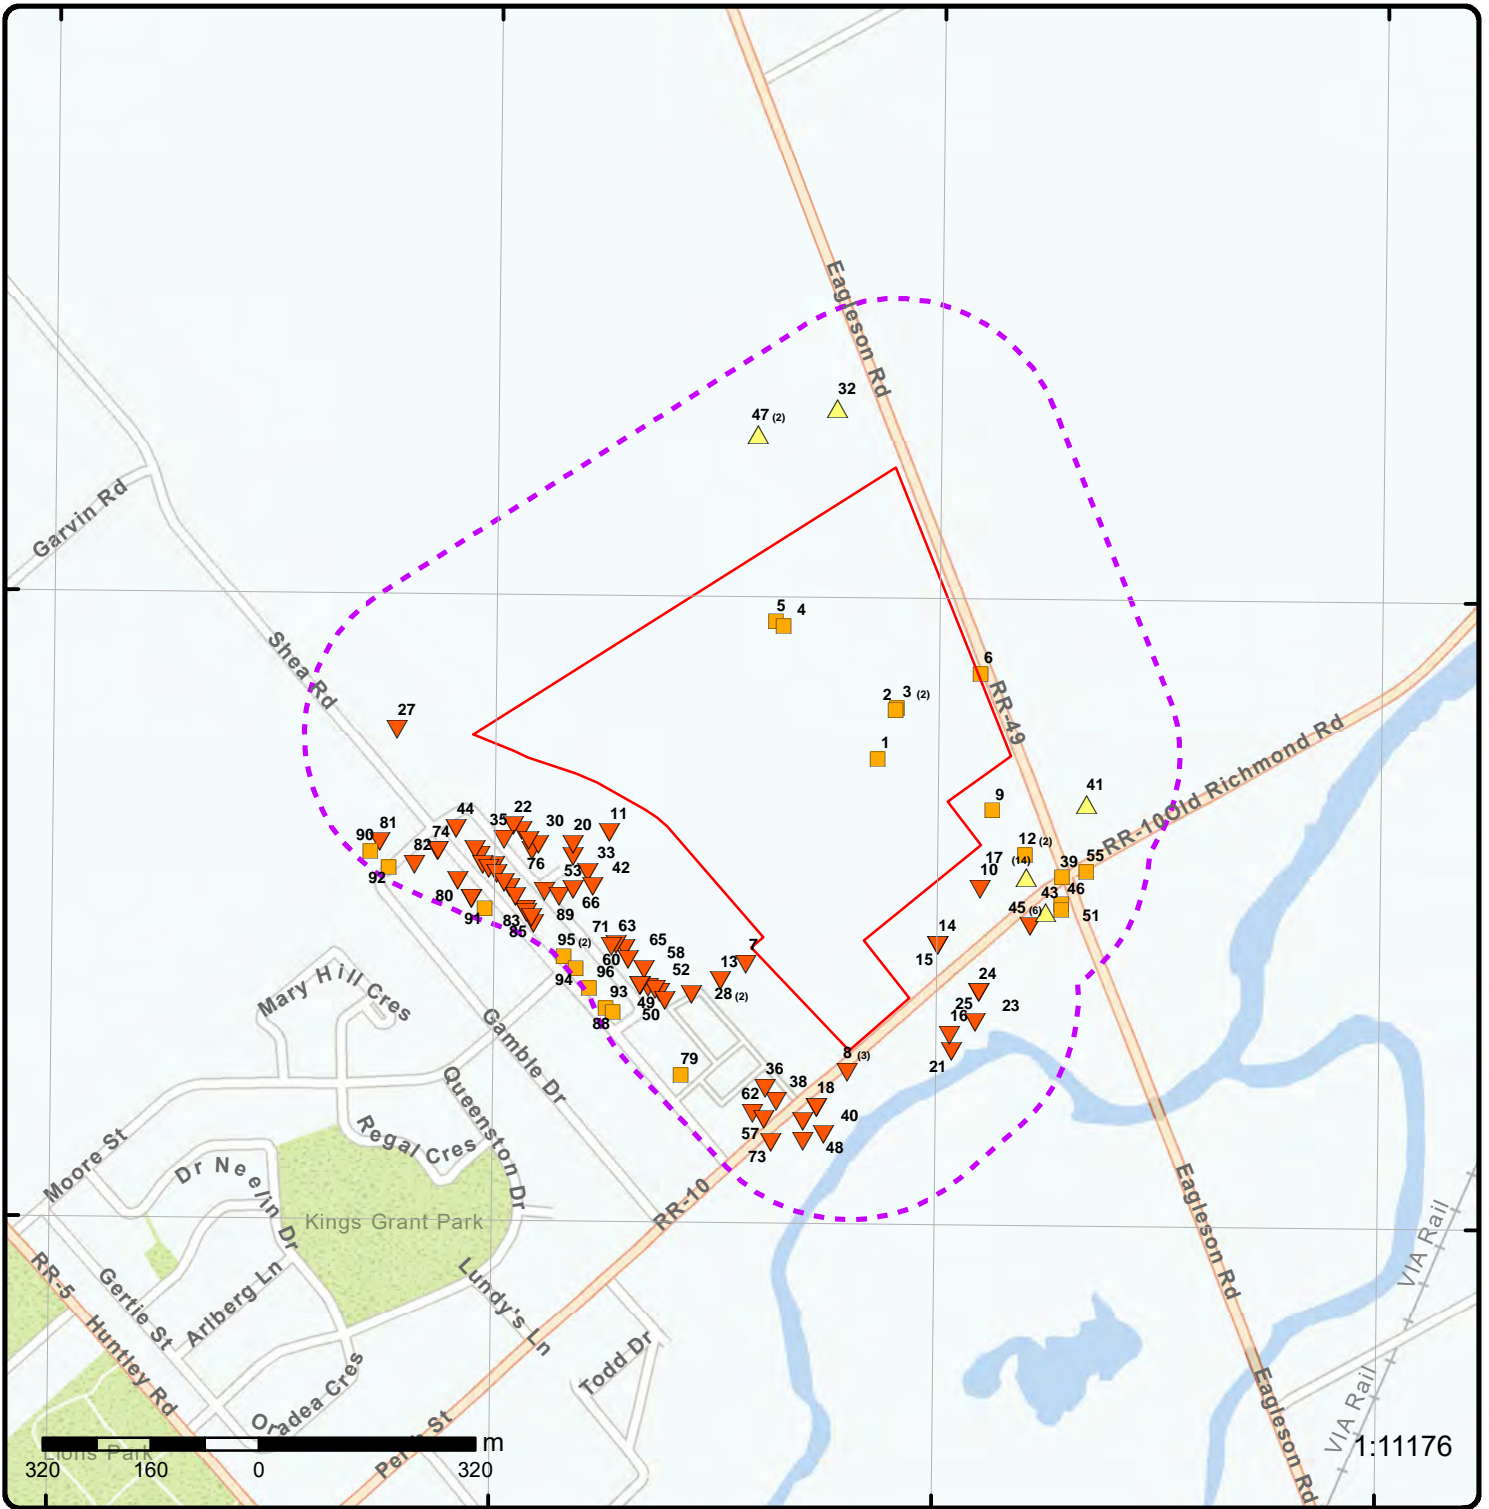 Eagleson Rd
32
47 (2)
Garvin Rd
5
4
6
Shea Rd
2
3 (2)
RR-49
27
1
9
41
RR-10
Old Richmond Rd
44
22
35
30
20
11
81
90
74
82
76
33
42
12 (2)
17 (14)
10
39
55
92
53
66
46
43
80
91
83
85
89
45 (6)
51
14
15
95 (2)
71
63
60
65
58
7
13
52
28 (2)
94
96
93
49
50
88
24
25
23
16
21
Mary Hill Cres
Gamble Dr
8 (3)
79
36
38
18
62
40
57
48
73
Queenston Dr
Regal Cres
Moore St
Dr Neelin Dr
Kings Grant Park
RR-10
Eagleson Rd
VIA Rail
RR-5
Gertie St
Arlberg Ln
Lundy's Ln
Huntley Rd
Todd Dr
Oradea Cres
Perth St
Eagleson Rd
VIA Rail
Lions Park
m
320
160
0
320
1:11176